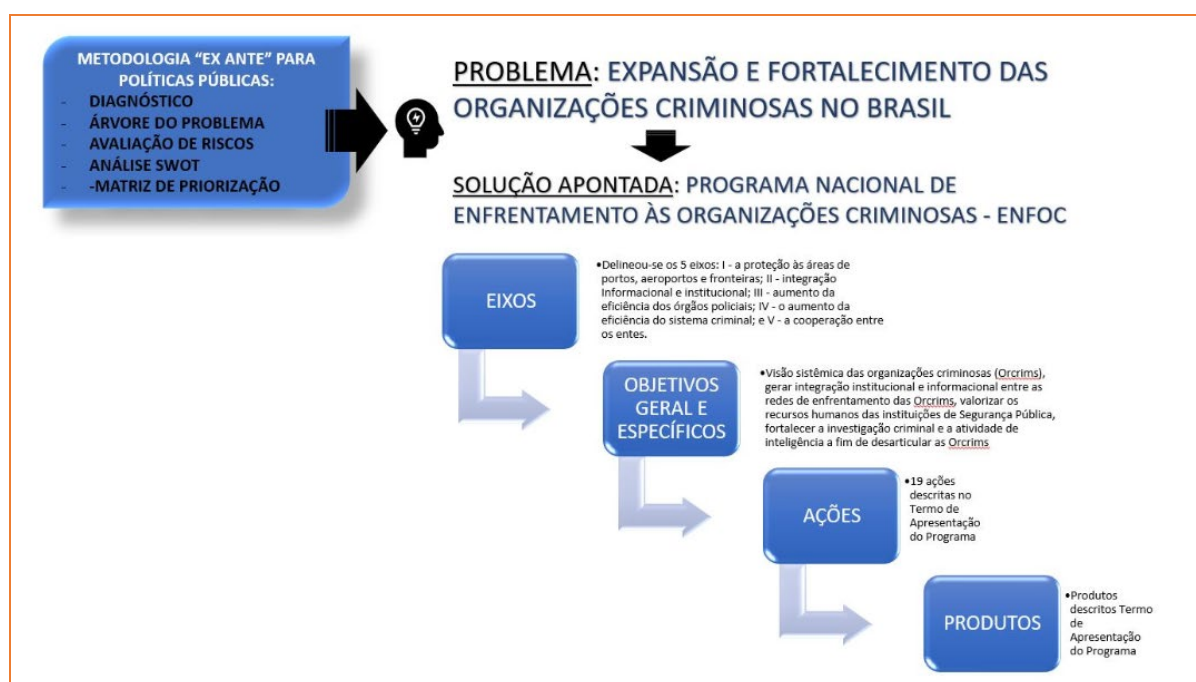 METODOLOGIA “EX ANTE” PARA
POLÍTICAS PÚBLICAS:
- DIAGNÓSTICO
- ÁRVORE DO PROBLEMA
- AVALIAÇÃO DE RISCOS
- ANÁLISE SWOT
- -MATRIZ DE PRIORIZAÇÃO
PROBLEMA: EXPANSÃO E FORTALECIMENTO DAS
ORGANIZAÇÕES CRIMINOSAS NO BRASIL
SOLUÇÃO APONTADA: PROGRAMA NACIONAL DE
ENFRENTAMENTO ÀS ORGANIZAÇÕES CRIMINOSAS - ENFOC
EIXOS
•Delineou-se os 5 eixos: I - a proteção às áreas de
portos, aeroportos e fronteiras; II - integração
Informacional e institucional; III - aumento da
eficiência dos órgãos policiais; IV - o aumento da
eficiência do sistema criminal; e V - a cooperação entre
os entes.
OBJETIVOS
GERAL E
ESPECÍFICOS
•Visão sistêmica das organizações criminosas (Orcrims),
gerar integração institucional e informacional entre as
redes de enfrentamento das Orcrims, valorizar os
recursos humanos das instituições de Segurança Pública,
fortalecer a investigação criminal e a atividade de
inteligência a fim de desarticular as Orcrims
AÇÕES
•19 ações
descritas no
Termo de
Apresentação
do Programa
PRODUTOS
•Produtos
descritos Termo
de
Apresentação
do Programa